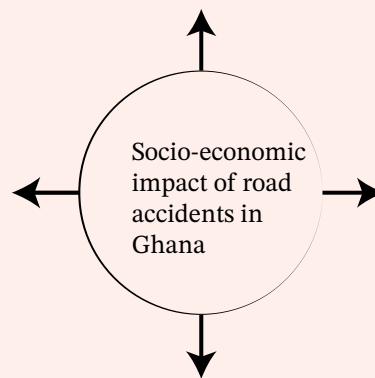 Socio-economic
impact of road
accidents in
Ghana